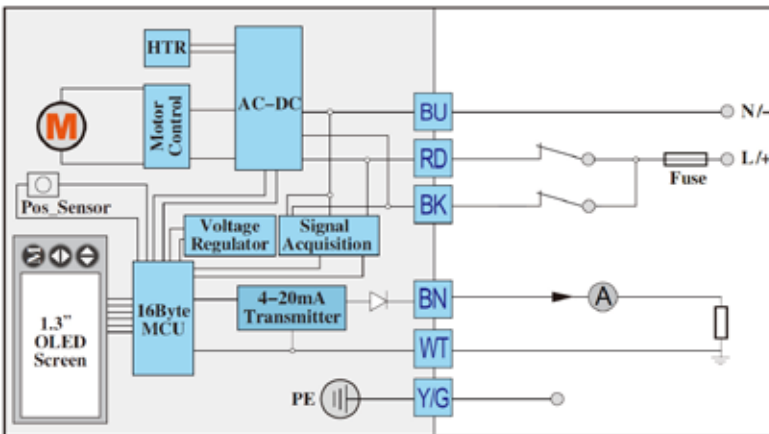 HTR
AC-DC
M
Motor
Control
BU
N/-
RD
L/+
Fuse
BK
Pos_Sensor
Voltage
Regulator
Signal
Acquisition
1.3”
OLED
Screen
16Byte
MCU
4-20mA
Transmitter
BN
A
WT
PE
Y/G